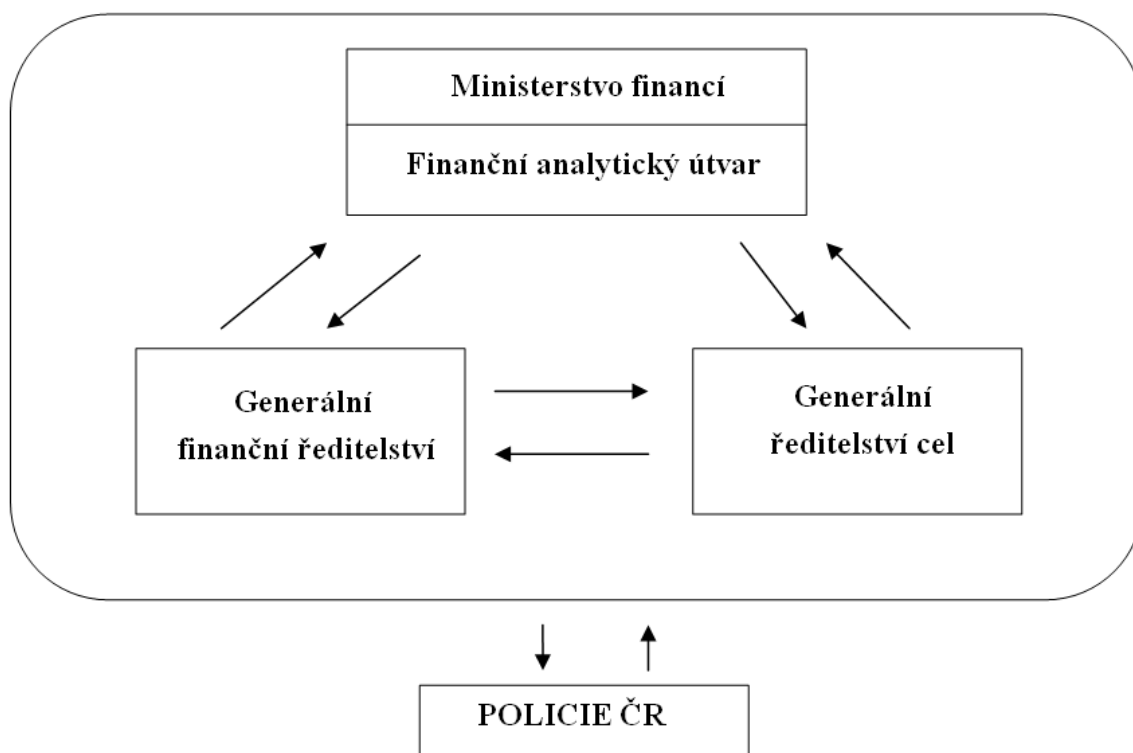 Ministerstvo financí
Finanční analytický útvar
Generální
finanční ředitelství
Generální
ředitelství cel
POLICIE ČR